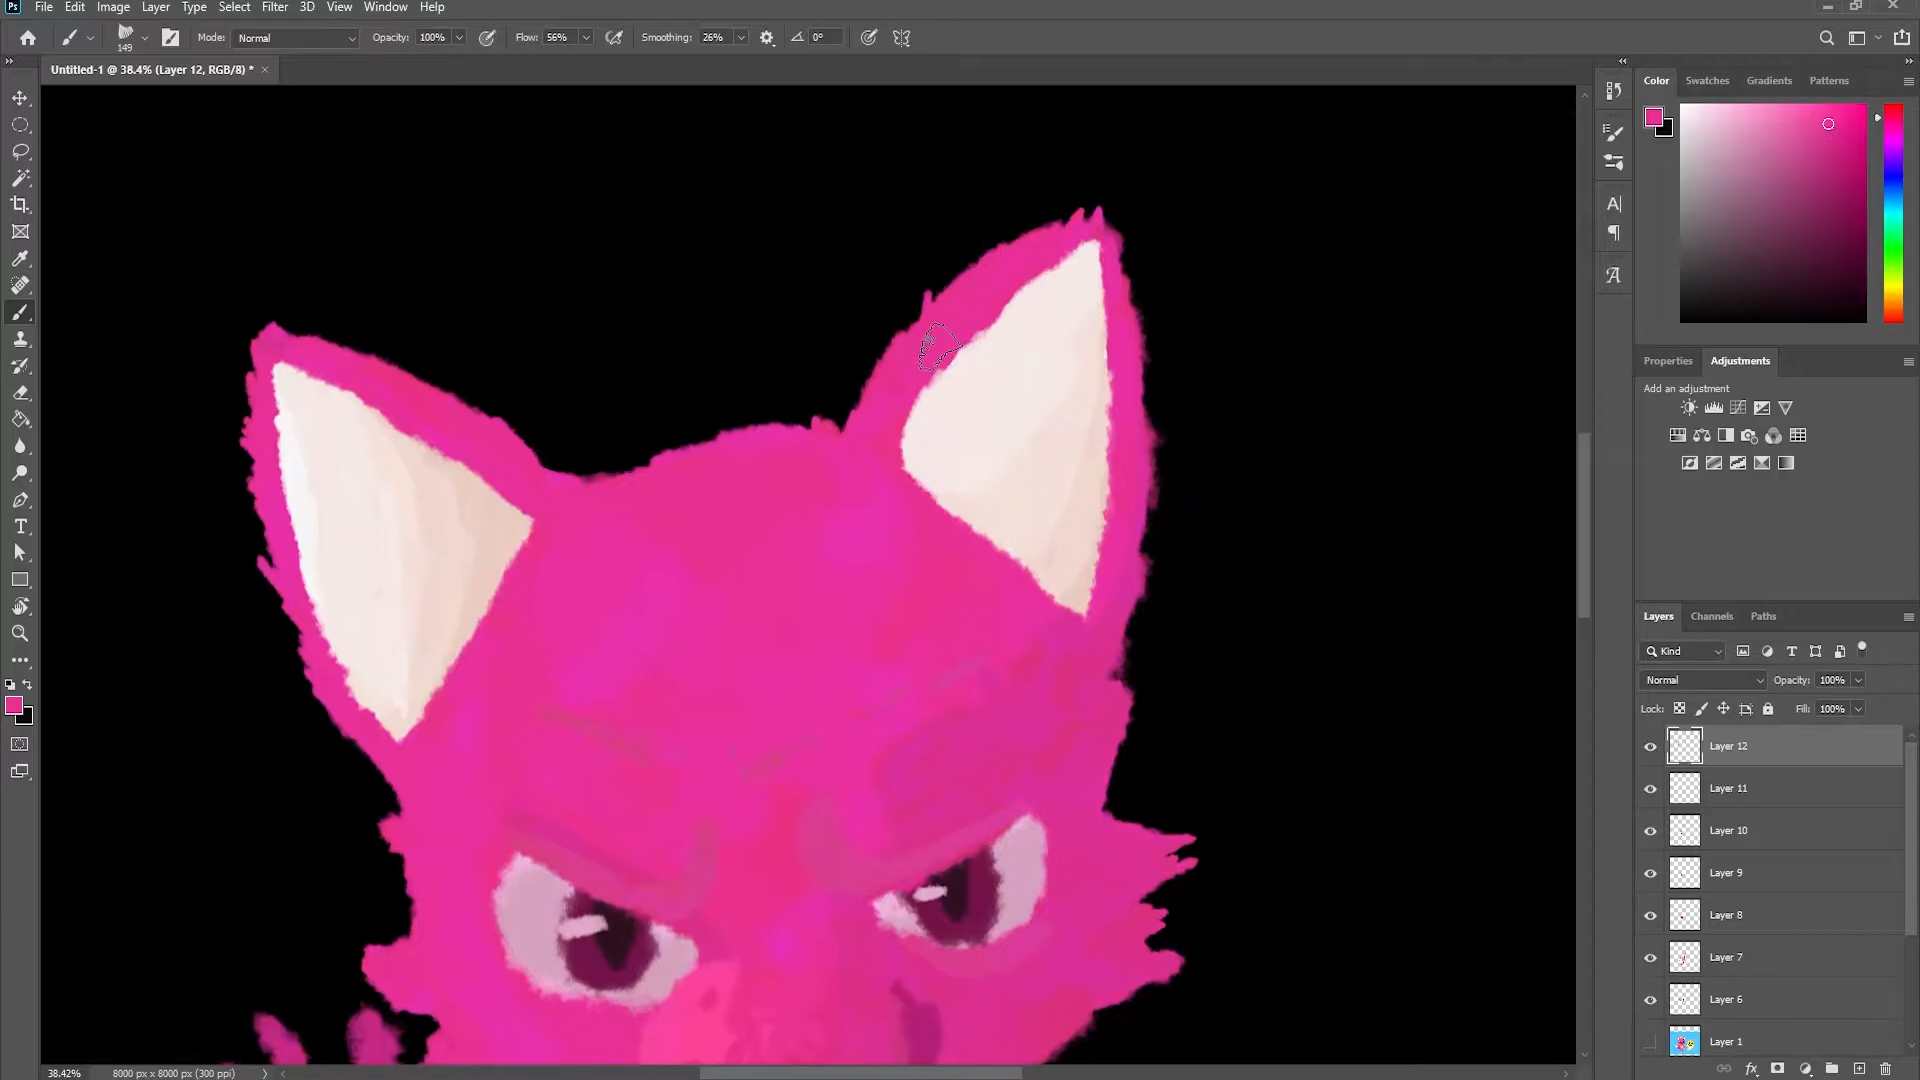 Ps File Edit Image Layer Type Select Filter 3D View Window Help
149 Mode: Normal Opacity: 100% Flow: 56% Smoothing: 26% 0°
Untitled-1 @ 38.4% (Layer 12, RGB/8) * ×
Color Swatches Gradients Patterns
Properties Adjustments
Add an adjustment
Layers Channels Paths
Kind
Normal Opacity: 100%
Lock: Fill: 100%
Layer 12
Layer 11
Layer 10
Layer 9
Layer 8
Layer 7
Layer 6
Layer 1
38.42% 8000 px x 8000 px (300 ppi)